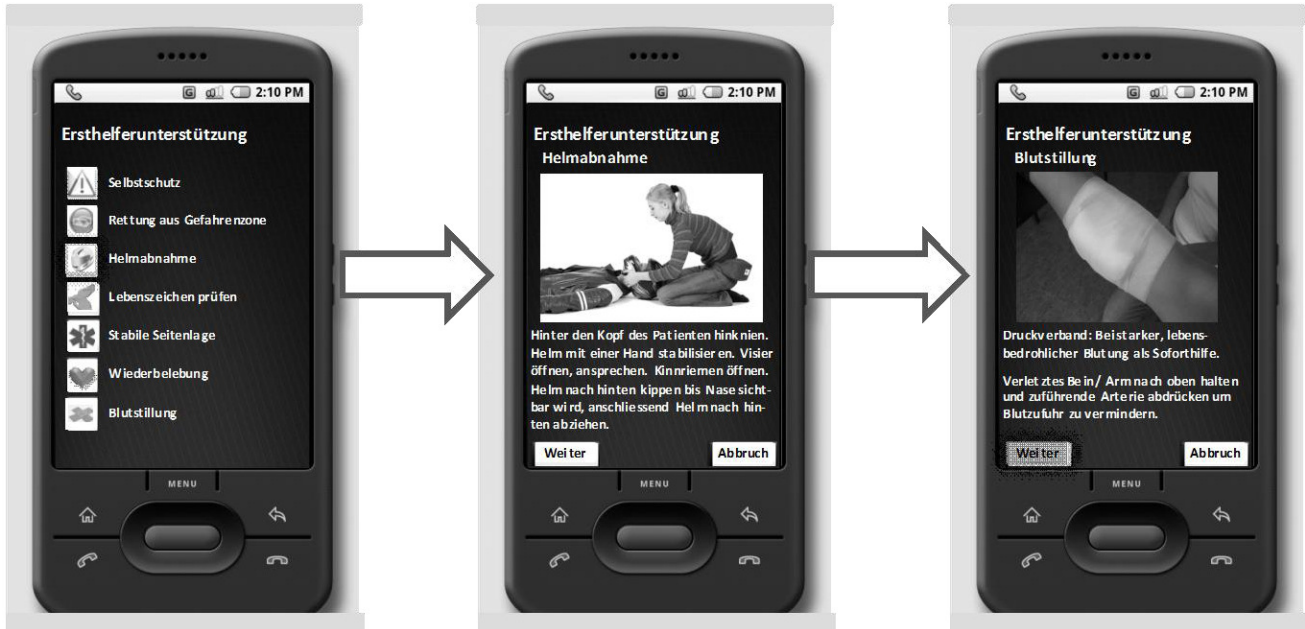 G 2:10 PM
Ersthelferunterstützung
Selbstschutz
Rettung aus Gefahrenzone
Helmabnahme
Lebenszeichen prüfen
Stabile Seitenlage
Wiederbelebung
Blutstillung
MENU
G 2:10 PM
Ersthelferunterstützung
Helmabnahme
Hinter den Kopf des Patienten hinknien.
Helm mit einer Hand stabilisieren. Visier
öffnen, ansprechen. Kinnriemen öffnen.
Helm nach hinten kippen bis Nase sicht-
bar wird, anschliessend Helm nach hin-
ten abziehen.
Weiter Abbruch
MENU
G 2:10 PM
Ersthelferunterstützung
Blutstillung
Druckverband: Bei starker, lebens-
bedrohlicher Blutung als Soforthilfe.
Verletztes Bein/ Arm nach oben halten
und zuführende Arterie abdrücken um
Blutzufuhr zu vermindern.
Weiter Abbruch
MENU